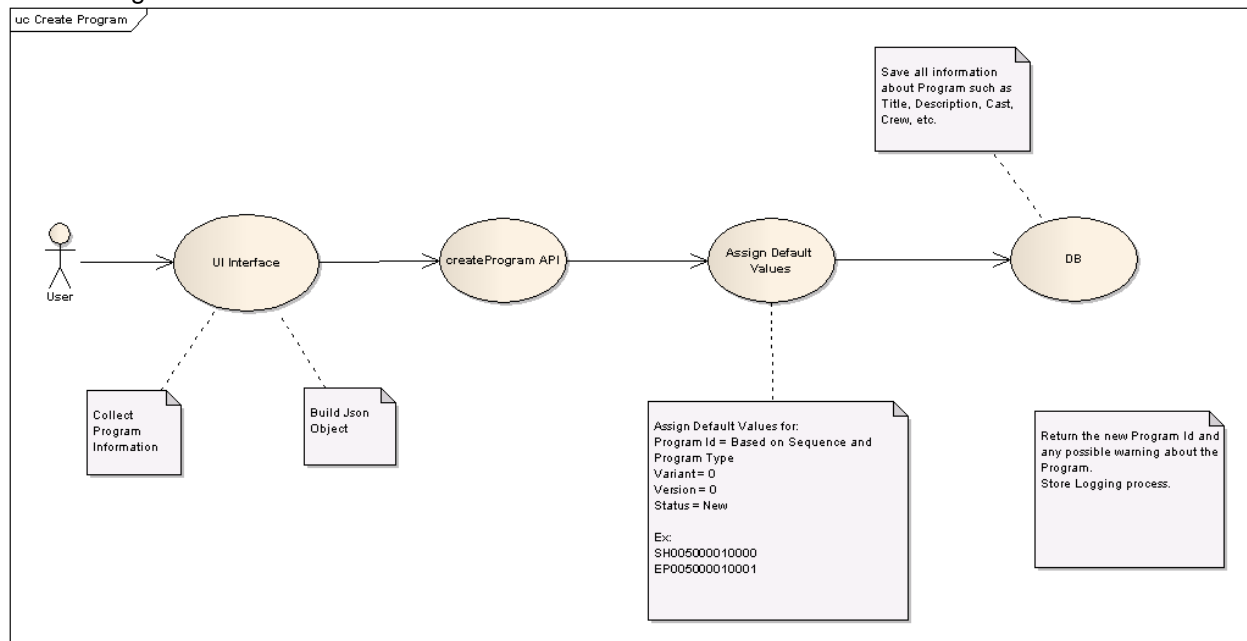 uc Create Program
Save all information
about Program such as
Title, Description, Cast,
Crew, etc.
User
UI Interface
createProgram API
Assign Default
Values
DB
Collect
Program
Information
Build Json
Object
Assign Default Values for:
Program Id = Based on Sequence and
Program Type
Variant = 0
Version = 0
Status = New
Ex:
SH005000010000
EP005000010001
Return the new Program Id and
any possible warning about the
Program.
Store Logging process.